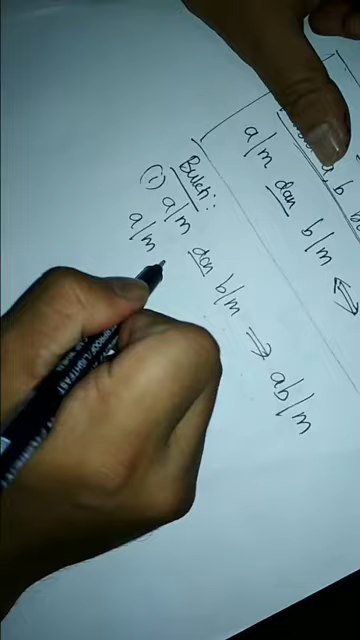 a/m dan b/m ⇔
Bukti:
(i) a/m dan b/m ⇒ ab/m
a/m